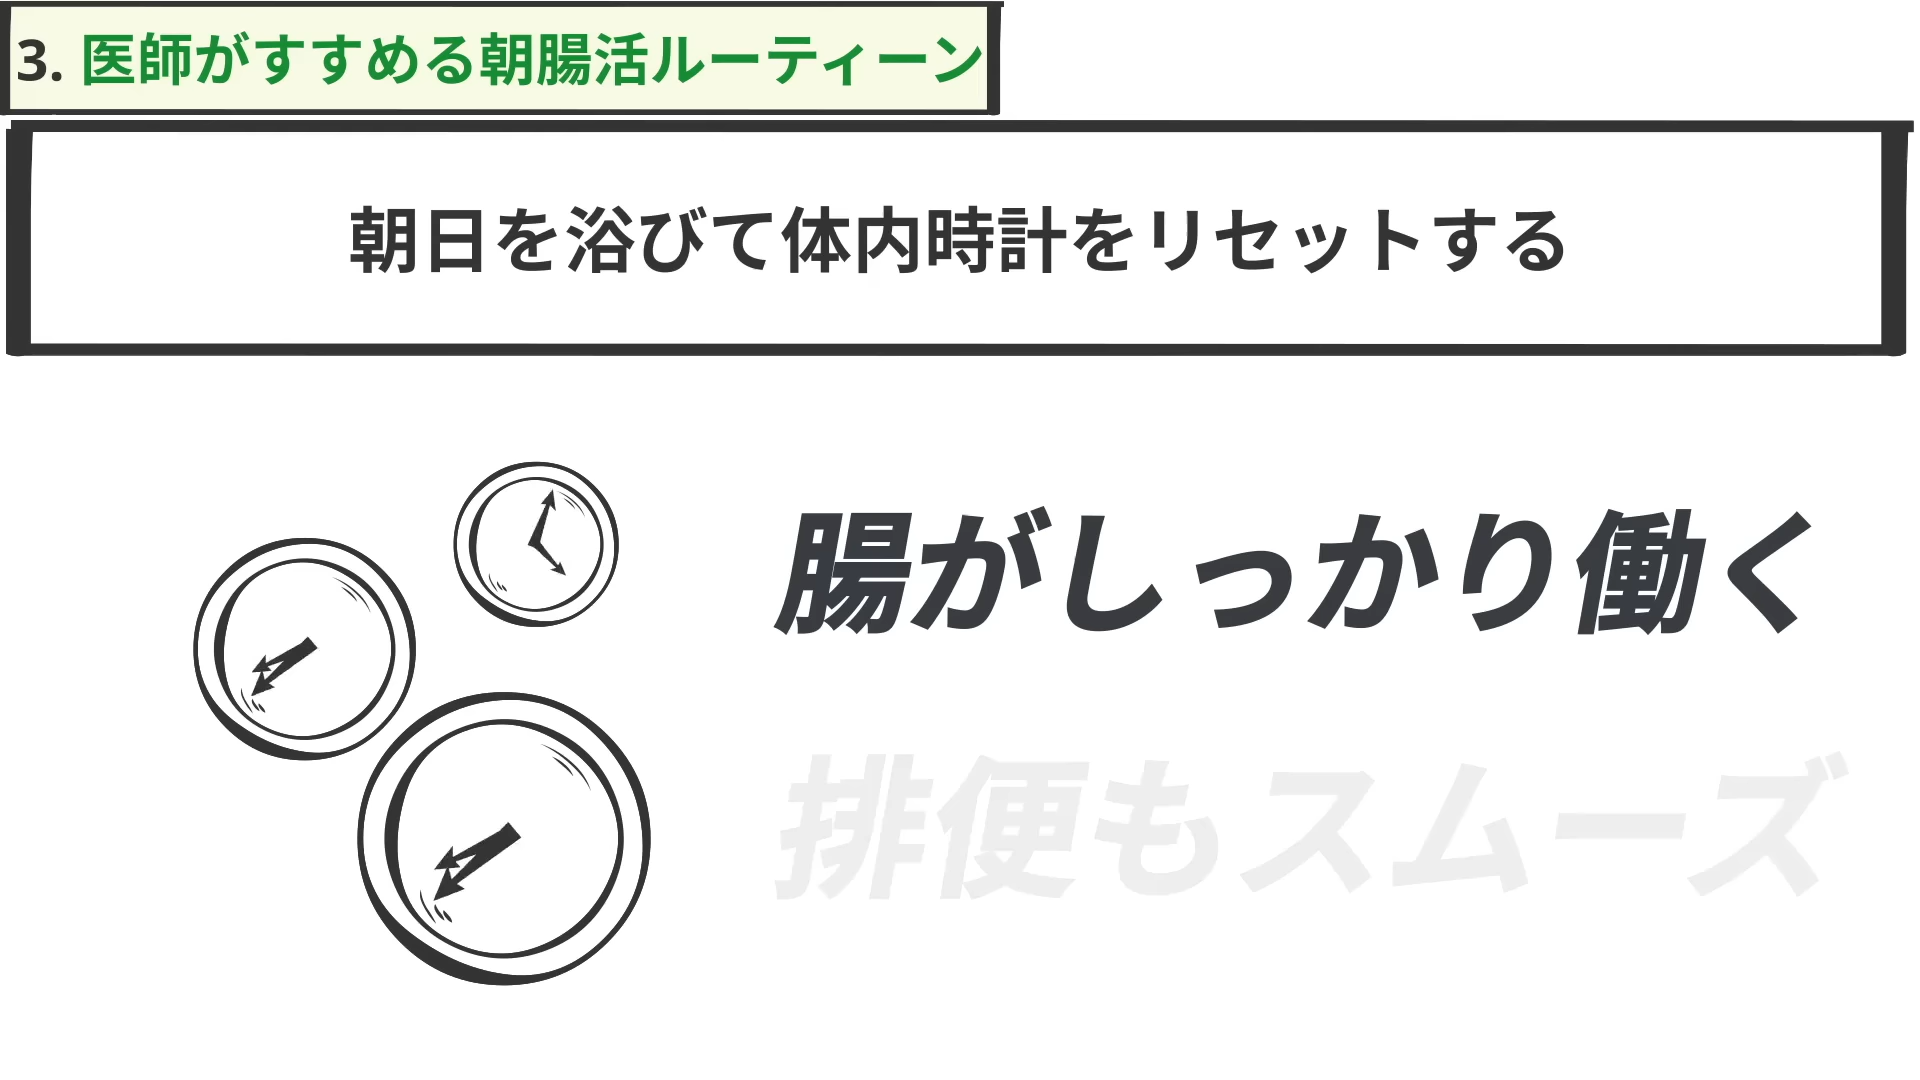 3. 医師がすすめる朝腸活ルーティーン
朝日を浴びて体内時計をリセットする
腸がしっかり働く
排便もスムーズ